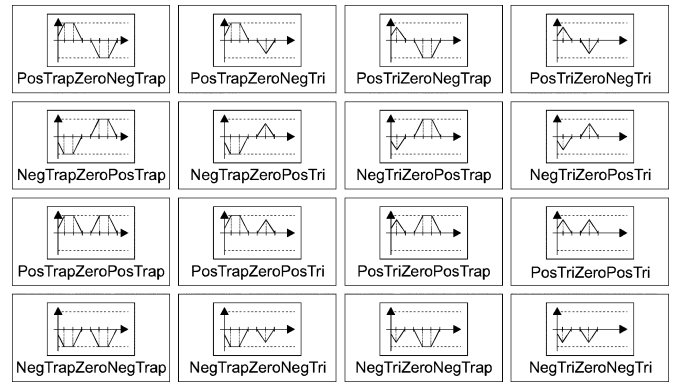 PosTrapZeroNegTrap PosTrapZeroNegTri PosTriZeroNegTrap PosTriZeroNegTri
NegTrapZeroPosTrap NegTrapZeroPosTri NegTriZeroPosTrap NegTriZeroPosTri
PosTrapZeroPosTrap PosTrapZeroPosTri PosTriZeroPosTrap PosTriZeroPosTri
NegTrapZeroNegTrap NegTrapZeroNegTri NegTriZeroNegTrap NegTriZeroNegTri